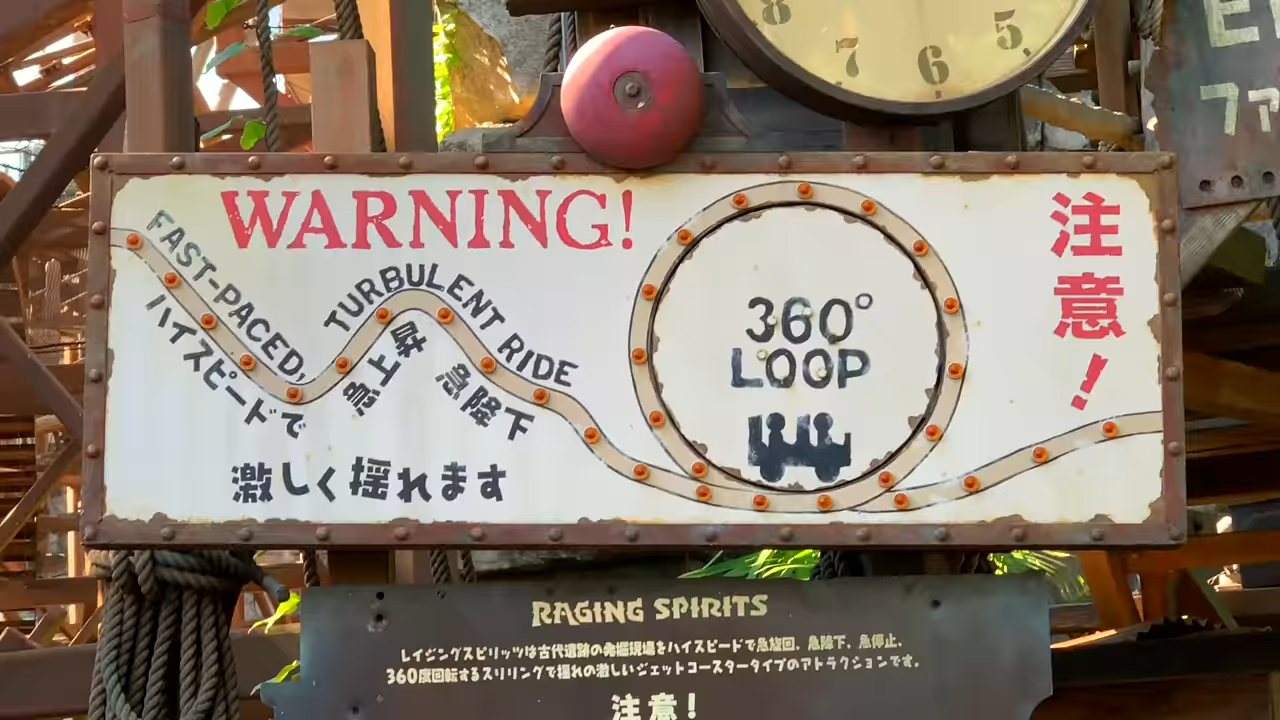 8 7 6 5
WARNING!
FAST-PACED,
TURBULENT RIDE
ハイスピードで
急上昇
急降下
激しく揺れます
360°
LOOP
注意！
RAGING SPIRITS
レイジングスピリッツは古代遺跡の発掘現場をハイスピードで急旋回、急降下、急停止、
360度回転するスリリングで揺れの激しいジェットコースタータイプのアトラクションです。
注意！